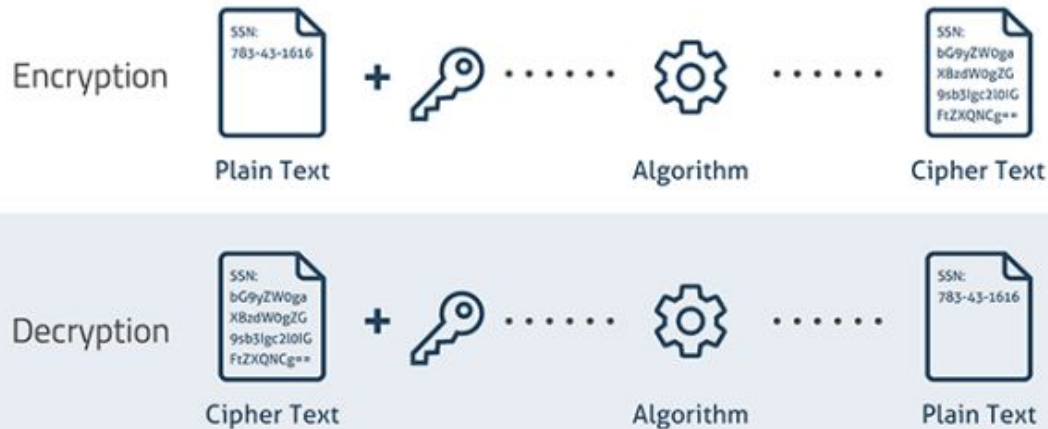 Encryption
SSN:
783-43-1616
+
Plain Text
Algorithm
SSN:
bG9yZW0ga
XBzdW0gZG
9sb3Igc2l0IG
FtZXQNCg==
Cipher Text
Decryption
SSN:
bG9yZW0ga
XBzdW0gZG
9sb3Igc2l0IG
FtZXQNCg==
+
Cipher Text
Algorithm
SSN:
783-43-1616
Plain Text